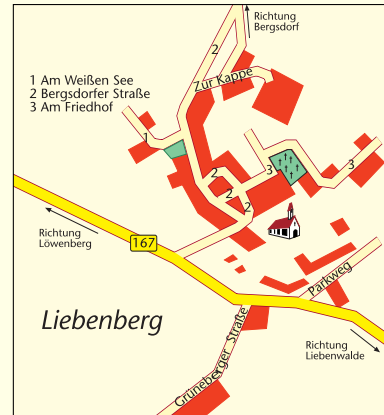 Richtung
Bergsdorf
2
Zur Kappe
1 Am Weißen See
2 Bergsdorfer Straße
3 Am Friedhof
1
3
3
2
2
2
Richtung
Löwenberg
167
Parkweg
Liebenberg
Grüneberger Straße
Richtung
Liebenwalde